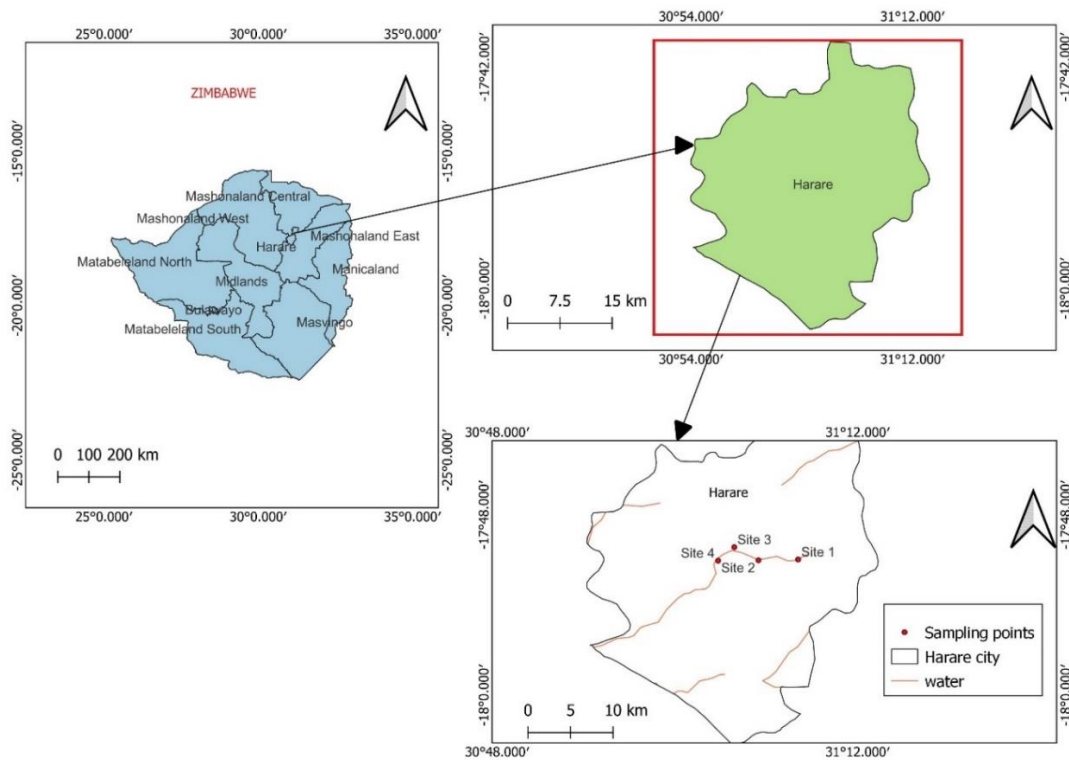 25°0.000′ 30°0.000′ 35°0.000′
-15°0.000′
-20°0.000′
-25°0.000′
ZIMBABWE
Mashonaland Central
Mashonaland West
Harare
Mashonaland East
Matabeleland North
Manicaland
Midlands
Bulawayo
Masvingo
Matabeleland South
0 100 200 km
-15°0.000′
-20°0.000′
-25°0.000′
25°0.000′ 30°0.000′ 35°0.000′
30°54.000′ 31°12.000′
-17°42.000′
-18°0.000′
Harare
0 7.5 15 km
-17°42.000′
-18°0.000′
30°54.000′ 31°12.000′
30°48.000′ 31°12.000′
-17°48.000′
-18°0.000′
Harare
Site 3
Site 4
Site 1
Site 2
Sampling points
Harare city
water
0 5 10 km
-17°48.000′
-18°0.000′
30°48.000′ 31°12.000′